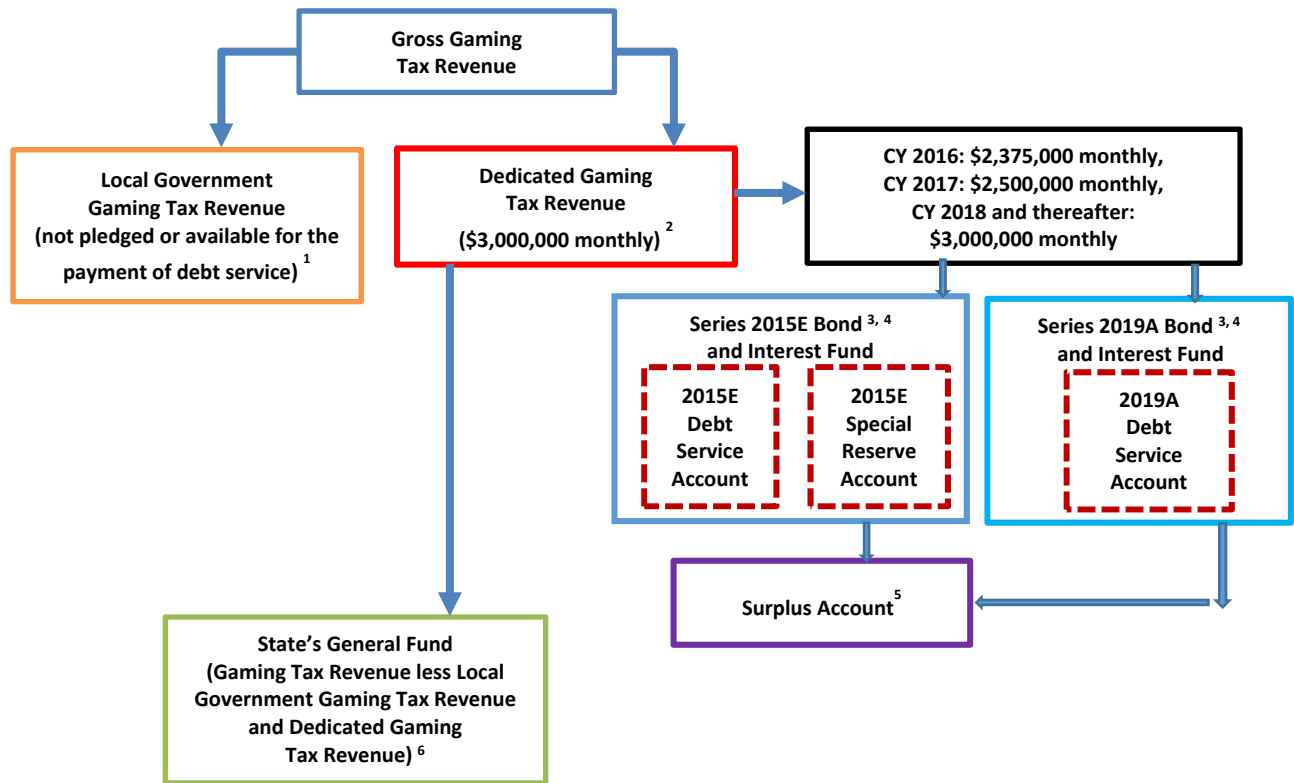 Gross Gaming
Tax Revenue
Local Government
Gaming Tax Revenue
(not pledged or available for the
payment of debt service) 1
Dedicated Gaming
Tax Revenue
($3,000,000 monthly) 2
CY 2016: $2,375,000 monthly,
CY 2017: $2,500,000 monthly,
CY 2018 and thereafter:
$3,000,000 monthly
Series 2015E Bond 3, 4
and Interest Fund
2015E
Debt
Service
Account
2015E
Special
Reserve
Account
Series 2019A Bond 3, 4
and Interest Fund
2019A
Debt
Service
Account
Surplus Account5
State’s General Fund
(Gaming Tax Revenue less Local
Government Gaming Tax Revenue
and Dedicated Gaming
Tax Revenue) 6